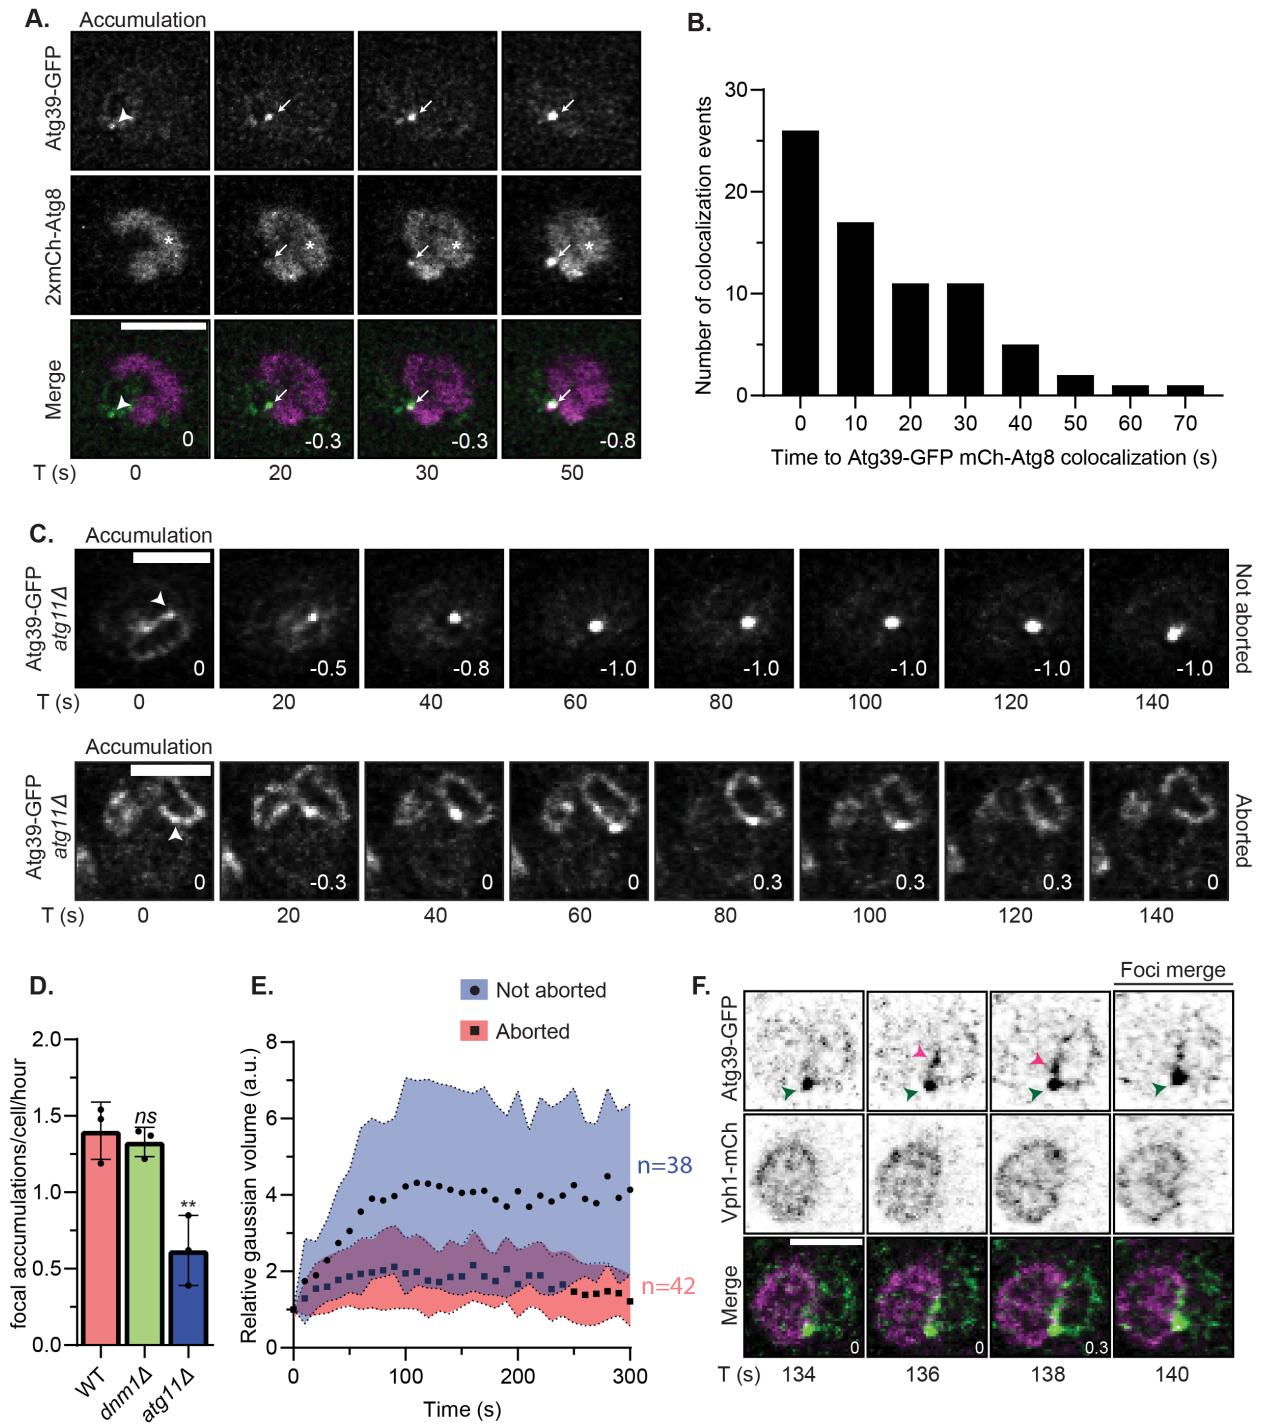 A.
Accumulation
Atg39-GFP
2xmCh-Atg8
*
*
*
*
Merge
0
-0.3
-0.3
-0.8
T (s)
0
20
30
50
B.
Number of colocalization events
30
20
10
0
0
10
20
30
40
50
60
70
Time to Atg39-GFP mCh-Atg8 colocalization (s)
C.
Accumulation
Atg39-GFP
atg11Δ
0
-0.5
-0.8
-1.0
-1.0
-1.0
-1.0
-1.0
Not aborted
T (s)
0
20
40
60
80
100
120
140
Accumulation
Atg39-GFP
atg11Δ
0
-0.3
0
0
0.3
0.3
0.3
0
Aborted
T (s)
0
20
40
60
80
100
120
140
D.
focal accumulations/cell/hour
2.0
1.5
1.0
0.5
0.0
ns
**
WT
dnm1Δ
atg11Δ
E.
Not aborted
Aborted
Relative gaussian volume (a.u.)
8
6
4
2
0
n=38
n=42
0
100
200
300
Time (s)
F.
Foci merge
Atg39-GFP
Vph1-mCh
Merge
0
0
0.3
T (s)
134
136
138
140